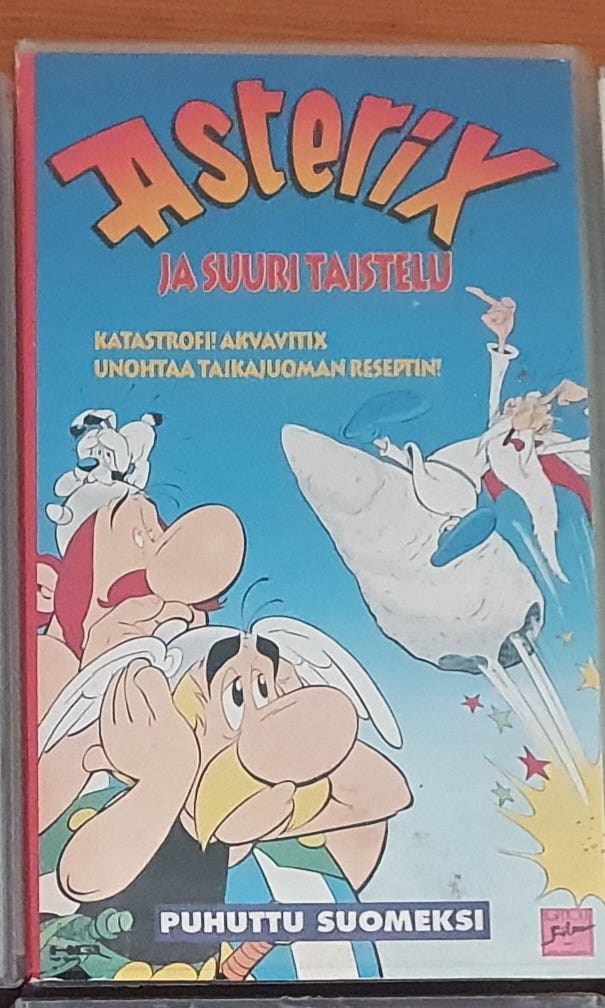 Asterix
JA SUURI TAISTELU
KATASTROFI! AKVAVITIX
UNOHTAA TAIKAJUOMAN RESEPTIN!
PUHUTTU SUOMEKSI